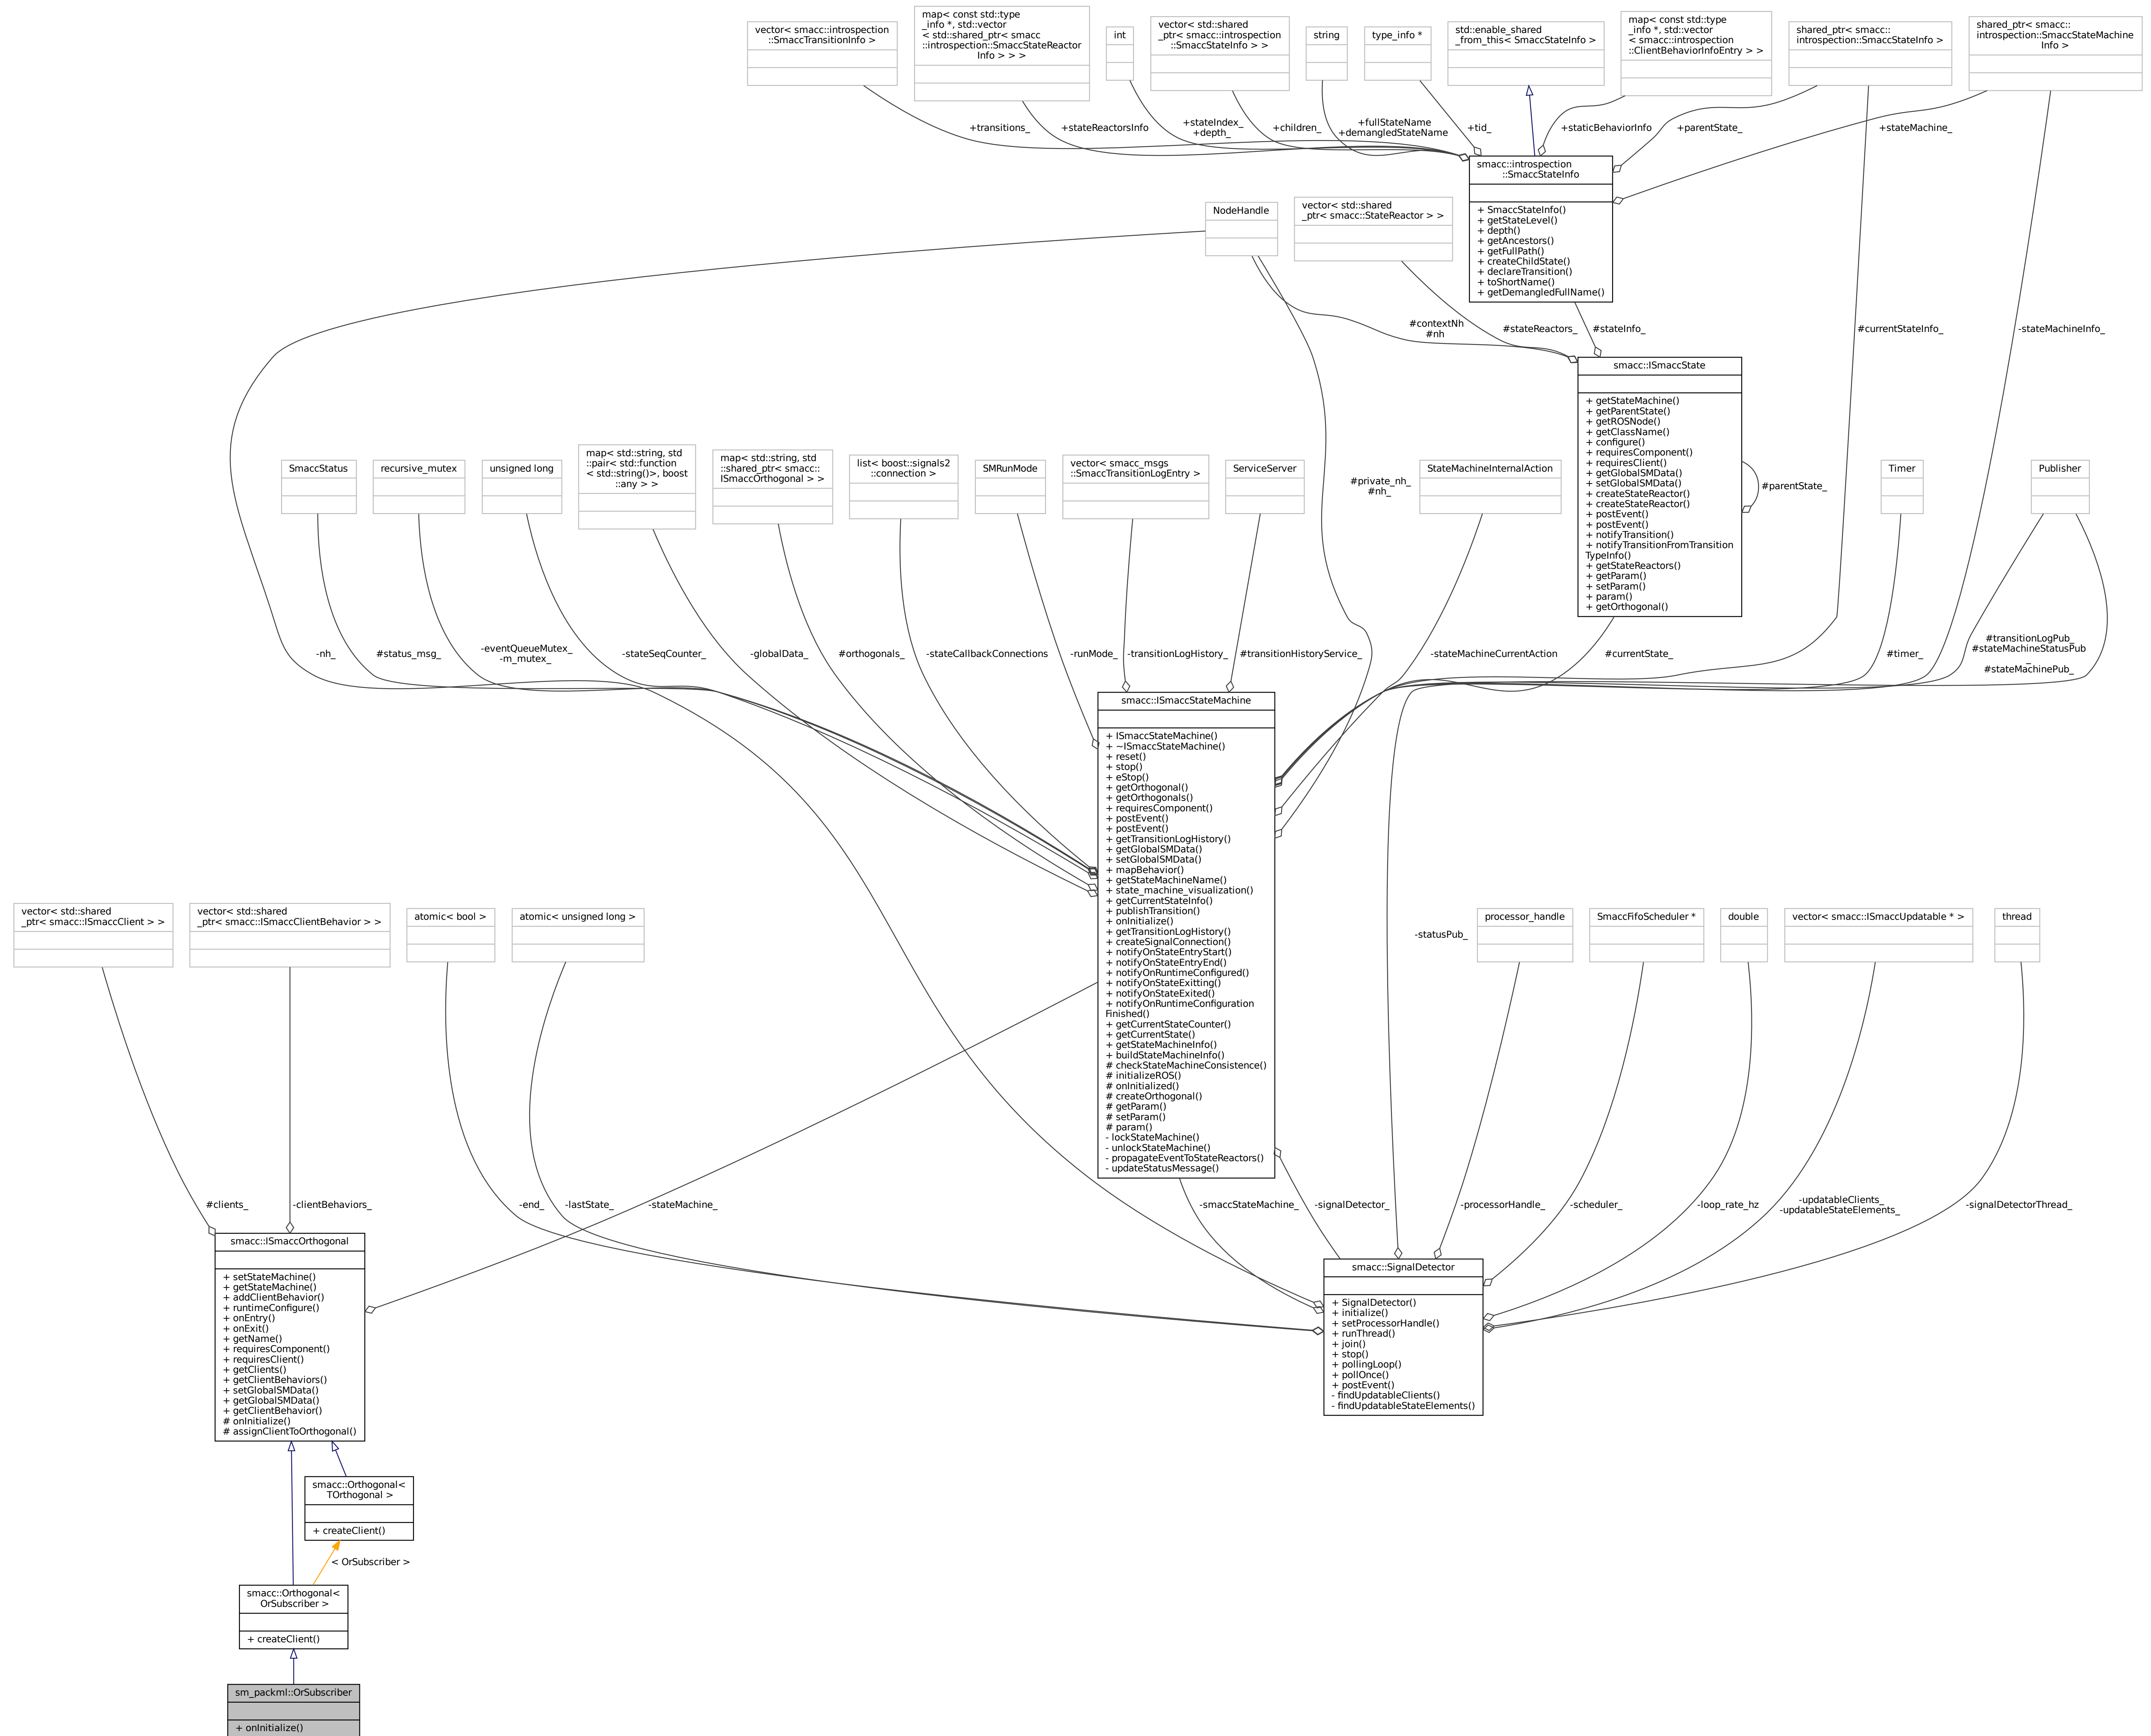 vector< smacc::introspection
::SmaccTransitionInfo >
map< const std::type
_info *, std::vector
< std::shared_ptr< smacc
::introspection::SmaccStateReactor
Info > > >
int
vector< std::shared
_ptr< smacc::introspection
::SmaccStateInfo > >
string
type_info *
std::enable_shared
_from_this< SmaccStateInfo >
map< const std::type
_info *, std::vector
< smacc::introspection
::ClientBehaviorInfoEntry > >
shared_ptr< smacc::
introspection::SmaccStateInfo >
shared_ptr< smacc::
introspection::SmaccStateMachine
Info >
+transitions_
+stateReactorsInfo
+stateIndex_
+depth_
+children_
+fullStateName
+demangledStateName
+tid_
+staticBehaviorInfo
+parentState_
+stateMachine_
smacc::introspection
::SmaccStateInfo
+ SmaccStateInfo()
+ getStateLevel()
+ depth()
+ getAncestors()
+ getFullPath()
+ createChildState()
+ declareTransition()
+ toShortName()
+ getDemangledFullName()
NodeHandle
vector< std::shared
_ptr< smacc::StateReactor > >
#contextNh
#nh
#stateReactors_
#stateInfo_
#currentStateInfo_
-stateMachineInfo_
smacc::ISmaccState
+ getStateMachine()
+ getParentState()
+ getROSNode()
+ getClassName()
+ configure()
+ requiresComponent()
+ requiresClient()
+ getGlobalSMData()
+ setGlobalSMData()
+ createStateReactor()
+ createStateReactor()
+ postEvent()
+ postEvent()
+ notifyTransition()
+ notifyTransitionFromTransition
TypeInfo()
+ getStateReactors()
+ getParam()
+ setParam()
+ param()
+ getOrthogonal()
#parentState_
SmaccStatus
recursive_mutex
unsigned long
map< std::string, std
::pair< std::function
< std::string()>, boost
::any > >
map< std::string, std
::shared_ptr< smacc::
ISmaccOrthogonal > >
list< boost::signals2
::connection >
SMRunMode
vector< smacc_msgs
::SmaccTransitionLogEntry >
ServiceServer
#private_nh_
#nh_
StateMachineInternalAction
Timer
Publisher
-nh_
#status_msg_
-eventQueueMutex_
-m_mutex_
-stateSeqCounter_
-globalData_
#orthogonals_
-stateCallbackConnections
-runMode_
-transitionLogHistory_
#transitionHistoryService_
-stateMachineCurrentAction
#currentState_
#timer_
#transitionLogPub_
#stateMachineStatusPub
_
#stateMachinePub_
smacc::ISmaccStateMachine
+ ISmaccStateMachine()
+ ~ISmaccStateMachine()
+ reset()
+ stop()
+ eStop()
+ getOrthogonal()
+ getOrthogonals()
+ requiresComponent()
+ postEvent()
+ postEvent()
+ getTransitionLogHistory()
+ getGlobalSMData()
+ setGlobalSMData()
+ mapBehavior()
+ getStateMachineName()
+ state_machine_visualization()
+ getCurrentStateInfo()
+ publishTransition()
+ onInitialize()
+ getTransitionLogHistory()
+ createSignalConnection()
+ notifyOnStateEntryStart()
+ notifyOnStateEntryEnd()
+ notifyOnRuntimeConfigured()
+ notifyOnStateExitting()
+ notifyOnStateExited()
+ notifyOnRuntimeConfiguration
Finished()
+ getCurrentStateCounter()
+ getCurrentState()
+ getStateMachineInfo()
+ buildStateMachineInfo()
# checkStateMachineConsistence()
# initializeROS()
# onInitialized()
# createOrthogonal()
# getParam()
# setParam()
# param()
- lockStateMachine()
- unlockStateMachine()
- propagateEventToStateReactors()
- updateStatusMessage()
vector< std::shared
_ptr< smacc::ISmaccClient > >
vector< std::shared
_ptr< smacc::ISmaccClientBehavior > >
atomic< bool >
atomic< unsigned long >
-statusPub_
processor_handle
SmaccFifoScheduler *
double
vector< smacc::ISmaccUpdatable * >
thread
#clients_
-clientBehaviors_
-end_
-lastState_
-stateMachine_
-smaccStateMachine_
-signalDetector_
-processorHandle_
-scheduler_
-loop_rate_hz
-updatableClients_
-updatableStateElements_
-signalDetectorThread_
smacc::ISmaccOrthogonal
+ setStateMachine()
+ getStateMachine()
+ addClientBehavior()
+ runtimeConfigure()
+ onEntry()
+ onExit()
+ getName()
+ requiresComponent()
+ requiresClient()
+ getClients()
+ getClientBehaviors()
+ setGlobalSMData()
+ getGlobalSMData()
+ getClientBehavior()
# onInitialize()
# assignClientToOrthogonal()
smacc::SignalDetector
+ SignalDetector()
+ initialize()
+ setProcessorHandle()
+ runThread()
+ join()
+ stop()
+ pollingLoop()
+ pollOnce()
+ postEvent()
- findUpdatableClients()
- findUpdatableStateElements()
smacc::Orthogonal<
TOrthogonal >
+ createClient()
< OrSubscriber >
smacc::Orthogonal<
OrSubscriber >
+ createClient()
sm_packml::OrSubscriber
+ onInitialize()